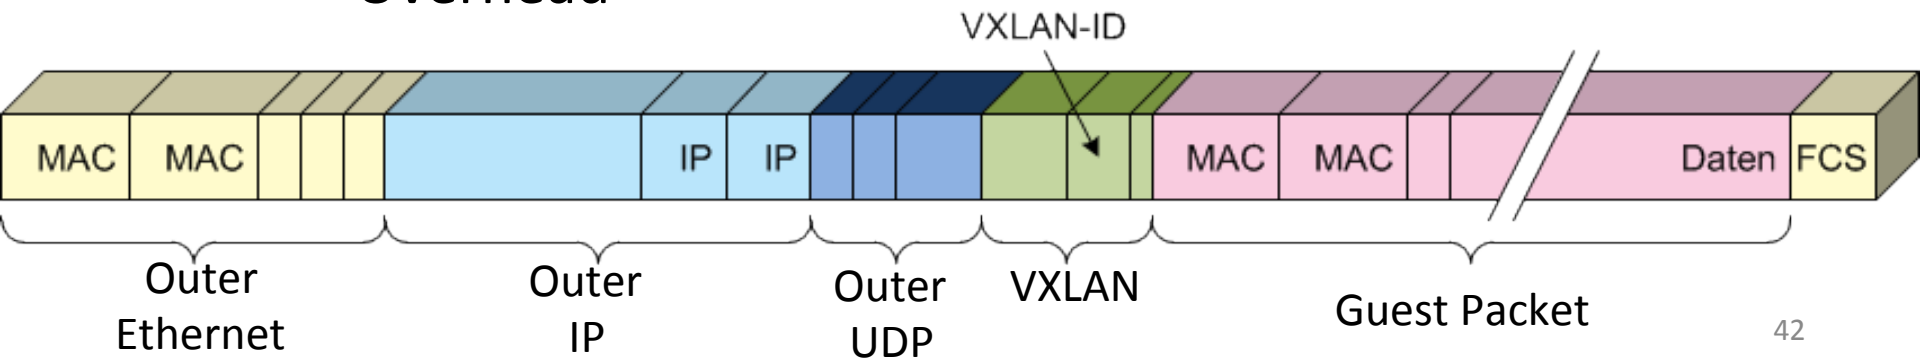 Overhead
VXLAN-ID
MAC MAC IP IP MAC MAC Daten FCS
Outer
Ethernet
Outer
IP
Outer
UDP
VXLAN
Guest Packet
42